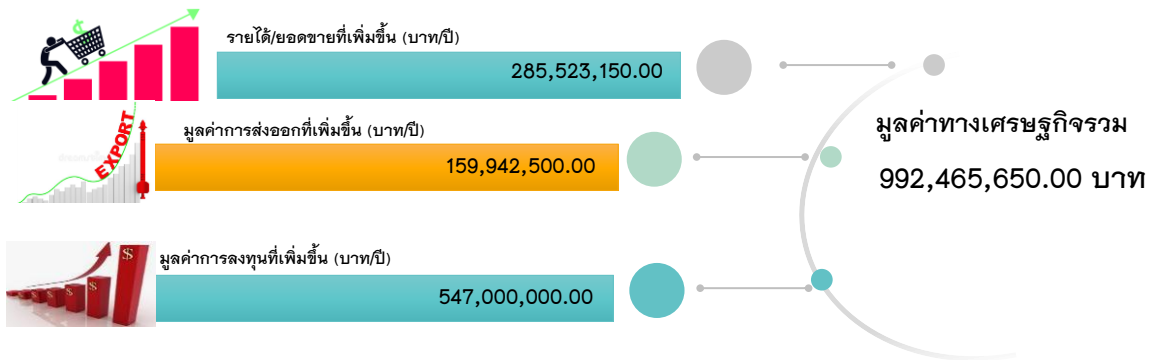 รายได้/ยอดขายที่เพิ่มขึ้น (บาท/ปี)
285,523,150.00
EXPORT
มูลค่าการส่งออกที่เพิ่มขึ้น (บาท/ปี)
159,942,500.00
มูลค่าทางเศรษฐกิจรวม
992,465,650.00 บาท
$
$
มูลค่าการลงทุนที่เพิ่มขึ้น (บาท/ปี)
547,000,000.00